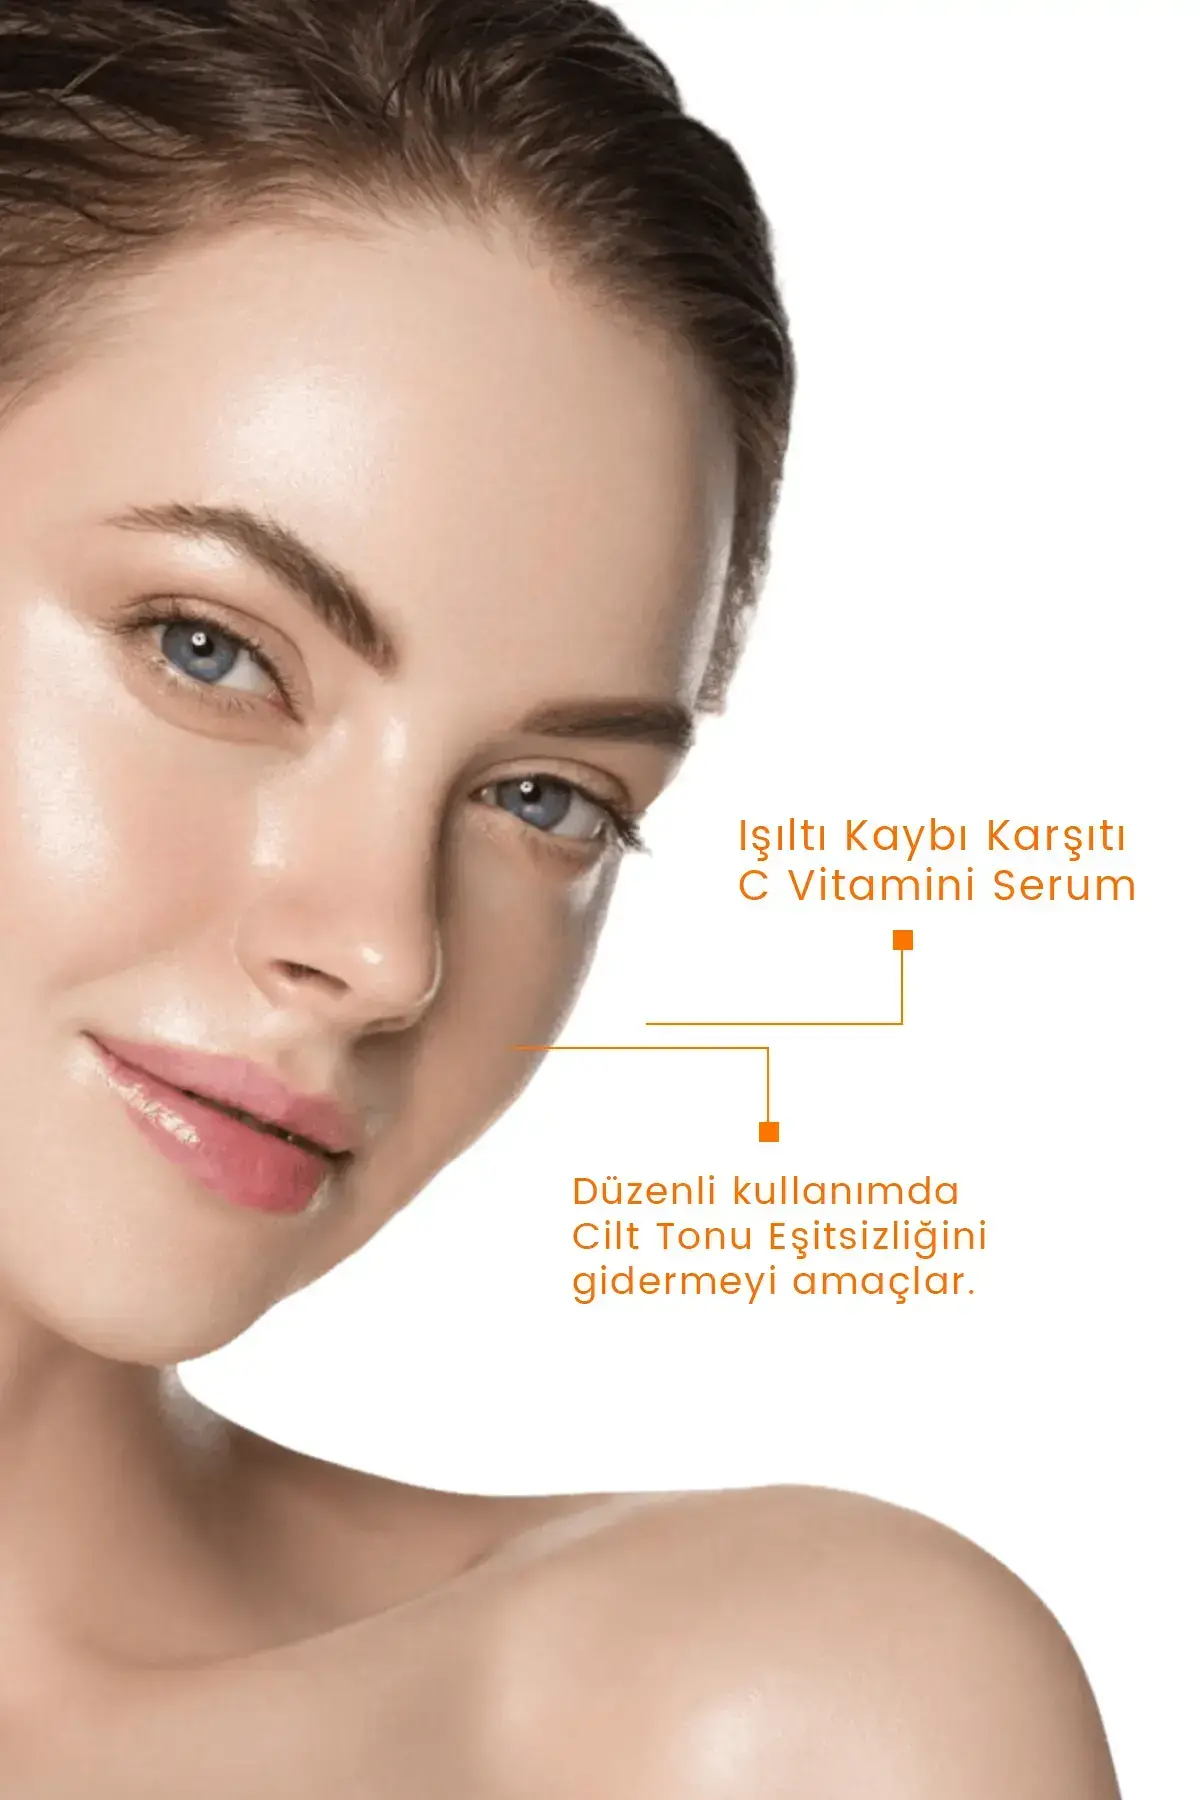 Işıltı Kaybı Karşıtı
C Vitamini Serum
Düzenli kullanımda
Cilt Tonu Eşitsizliğini
gidermeyi amaçlar.